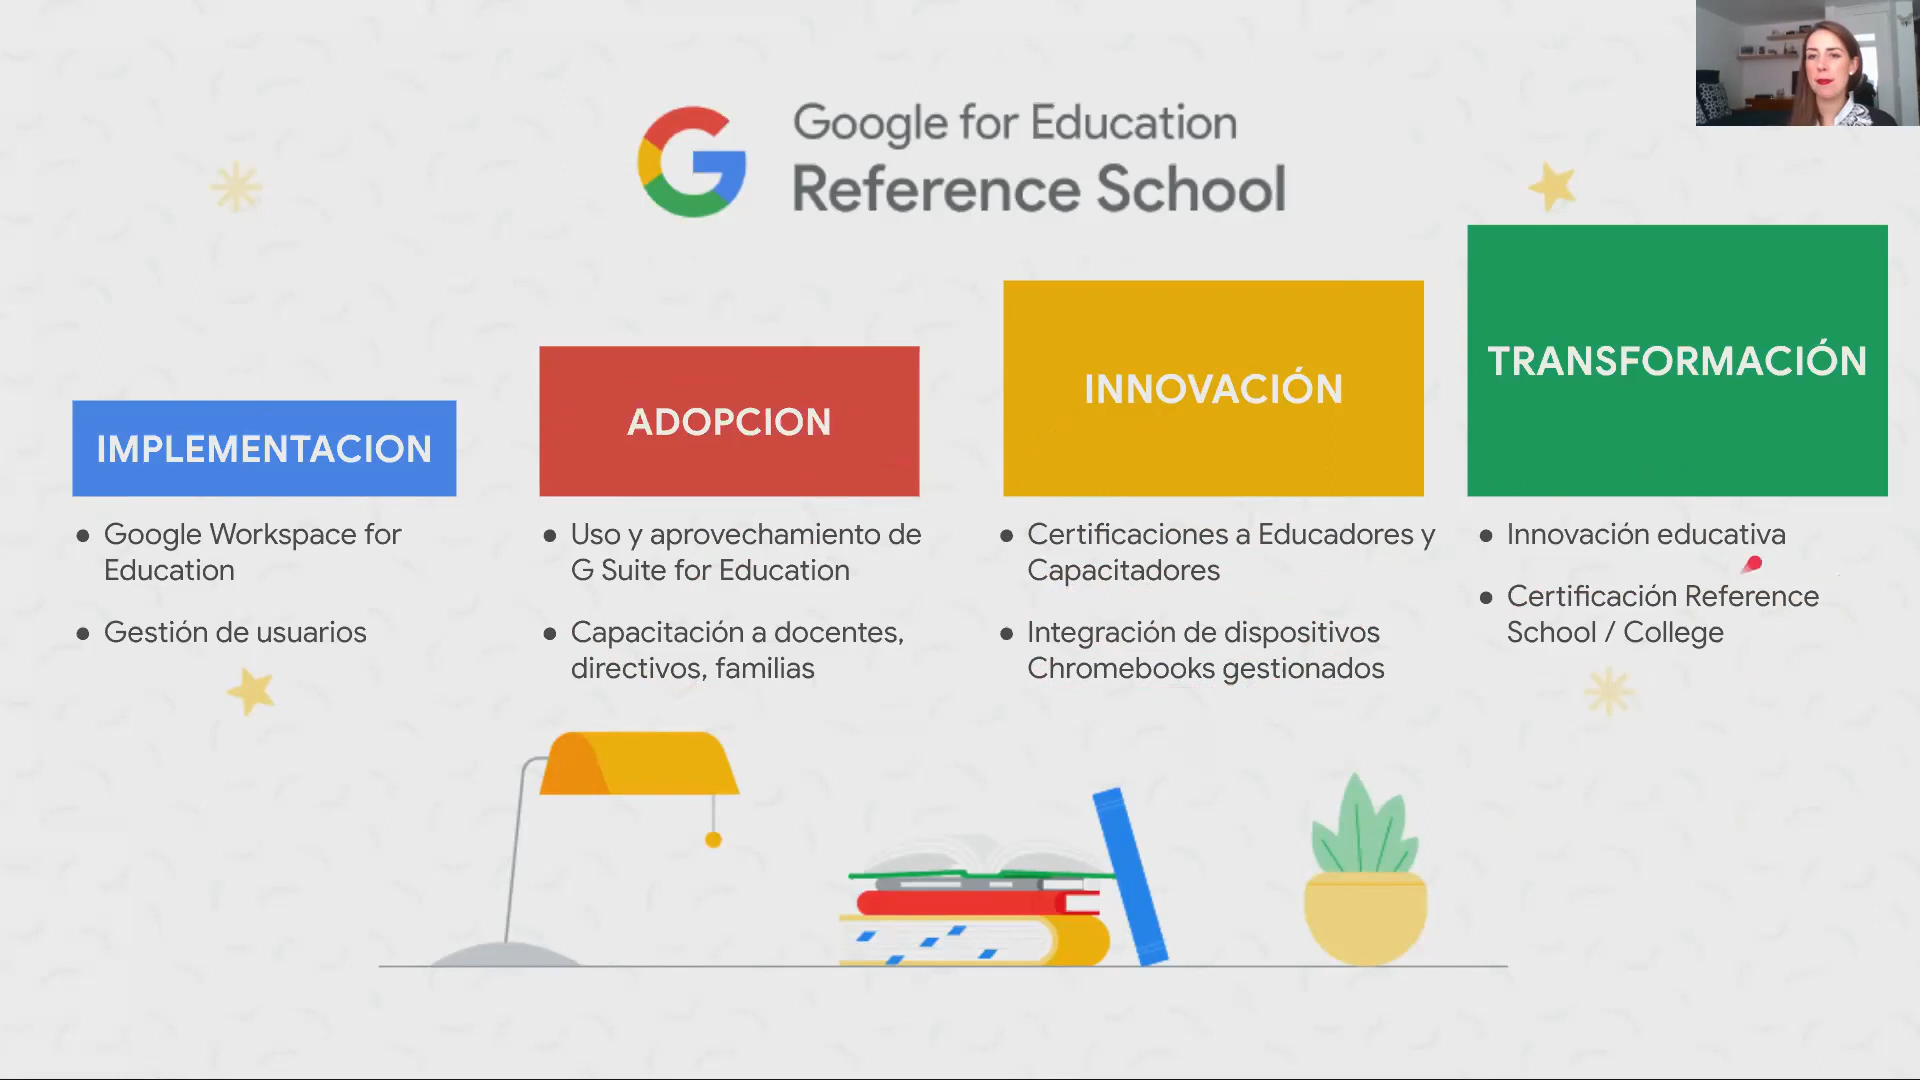 Google for Education
Reference School
IMPLEMENTACION
Google Workspace for
Education
Gestión de usuarios
ADOPCION
Uso y aprovechamiento de
G Suite for Education
Capacitación a docentes,
directivos, familias
INNOVACIÓN
Certificaciones a Educadores y
Capacitadores
Integración de dispositivos
Chromebooks gestionados
TRANSFORMACIÓN
Innovación educativa
Certificación Reference
School / College